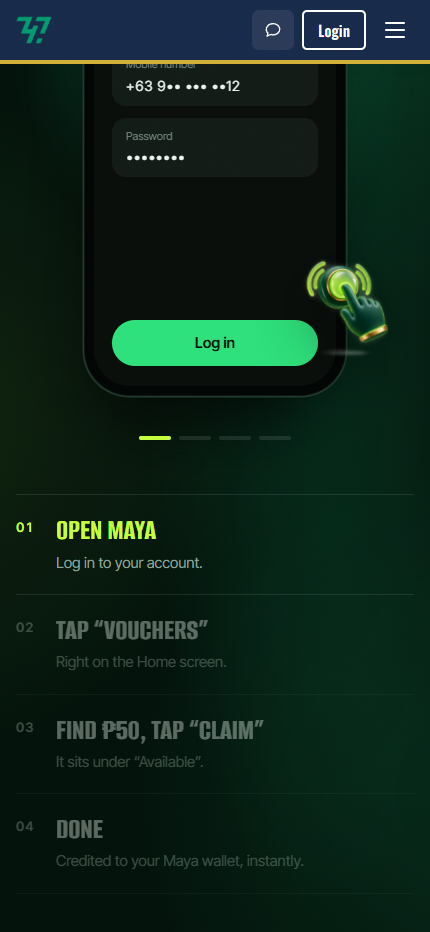 Login
Mobile number
+63 9•• ••• ••12
Password
••••••••
Log in
01
OPEN MAYA
Log in to your account.
02
TAP “VOUCHERS”
Right on the Home screen.
03
FIND ₱50, TAP “CLAIM”
It sits under “Available”.
04
DONE
Credited to your Maya wallet, instantly.